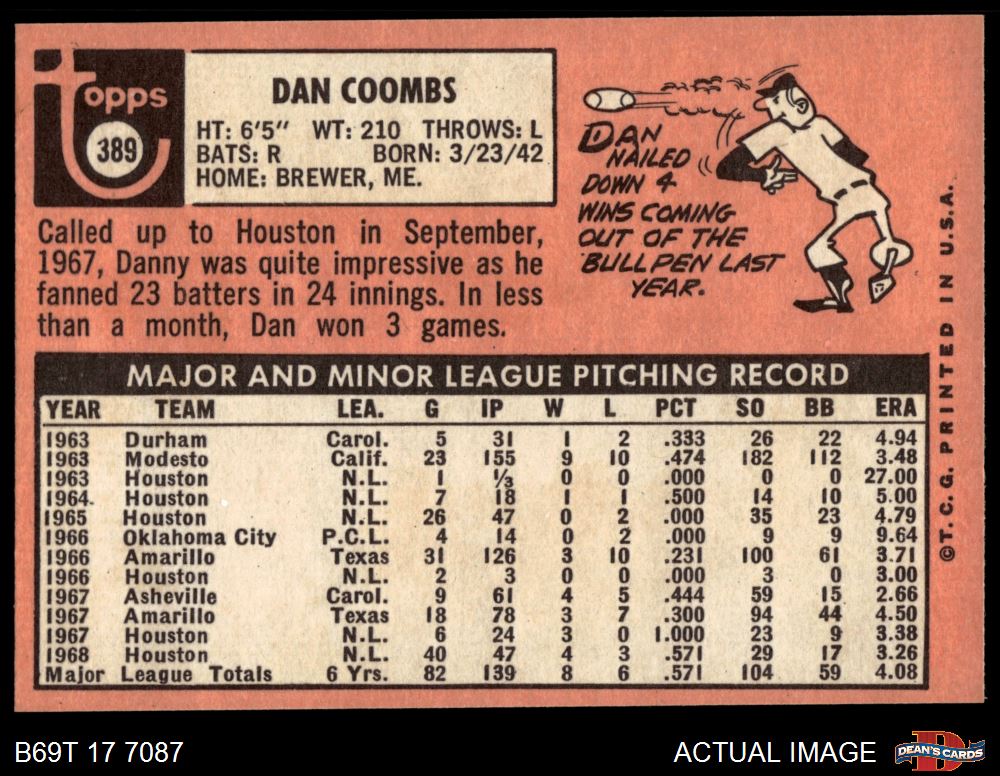 topps
389
DAN COOMBS
HT: 6'5" WT: 210 THROWS: L
BATS: R BORN: 3/23/42
HOME: BREWER, ME.
Called up to Houston in September,
1967, Danny was quite impressive as he
fanned 23 batters in 24 innings. In less
than a month, Dan won 3 games.
DAN
NAILED
DOWN 4
WINS COMING
OUT OF THE
BULLPEN LAST
YEAR.
MAJOR AND MINOR LEAGUE PITCHING RECORD
YEAR TEAM LEA. G IP W L PCT SO BB ERA
1963 Durham Carol. 5 31 1 2 .333 26 22 4.94
1963 Modesto Calif. 23 155 9 10 .474 182 112 3.48
1963 Houston N.L. 1 ⅓ 0 0 .000 0 0 27.00
1964 Houston N.L. 7 18 1 1 .500 14 10 5.00
1965 Houston N.L. 26 47 0 2 .000 35 23 4.79
1966 Oklahoma City P.C.L. 4 14 0 2 .000 9 9 9.64
1966 Amarillo Texas 31 126 3 10 .231 100 61 3.71
1966 Houston N.L. 2 3 0 0 .000 3 0 3.00
1967 Asheville Carol. 9 61 4 5 .444 59 15 2.66
1967 Amarillo Texas 18 78 3 7 .300 94 44 4.50
1967 Houston N.L. 6 24 3 0 1.000 23 9 3.38
1968 Houston N.L. 40 47 4 3 .571 29 17 3.26
Major League Totals 6 Yrs. 82 139 8 6 .571 104 59 4.08
©T.C.G. PRINTED IN U.S.A.
B69T 17 7087
ACTUAL IMAGE
D
DEAN'S CARDS